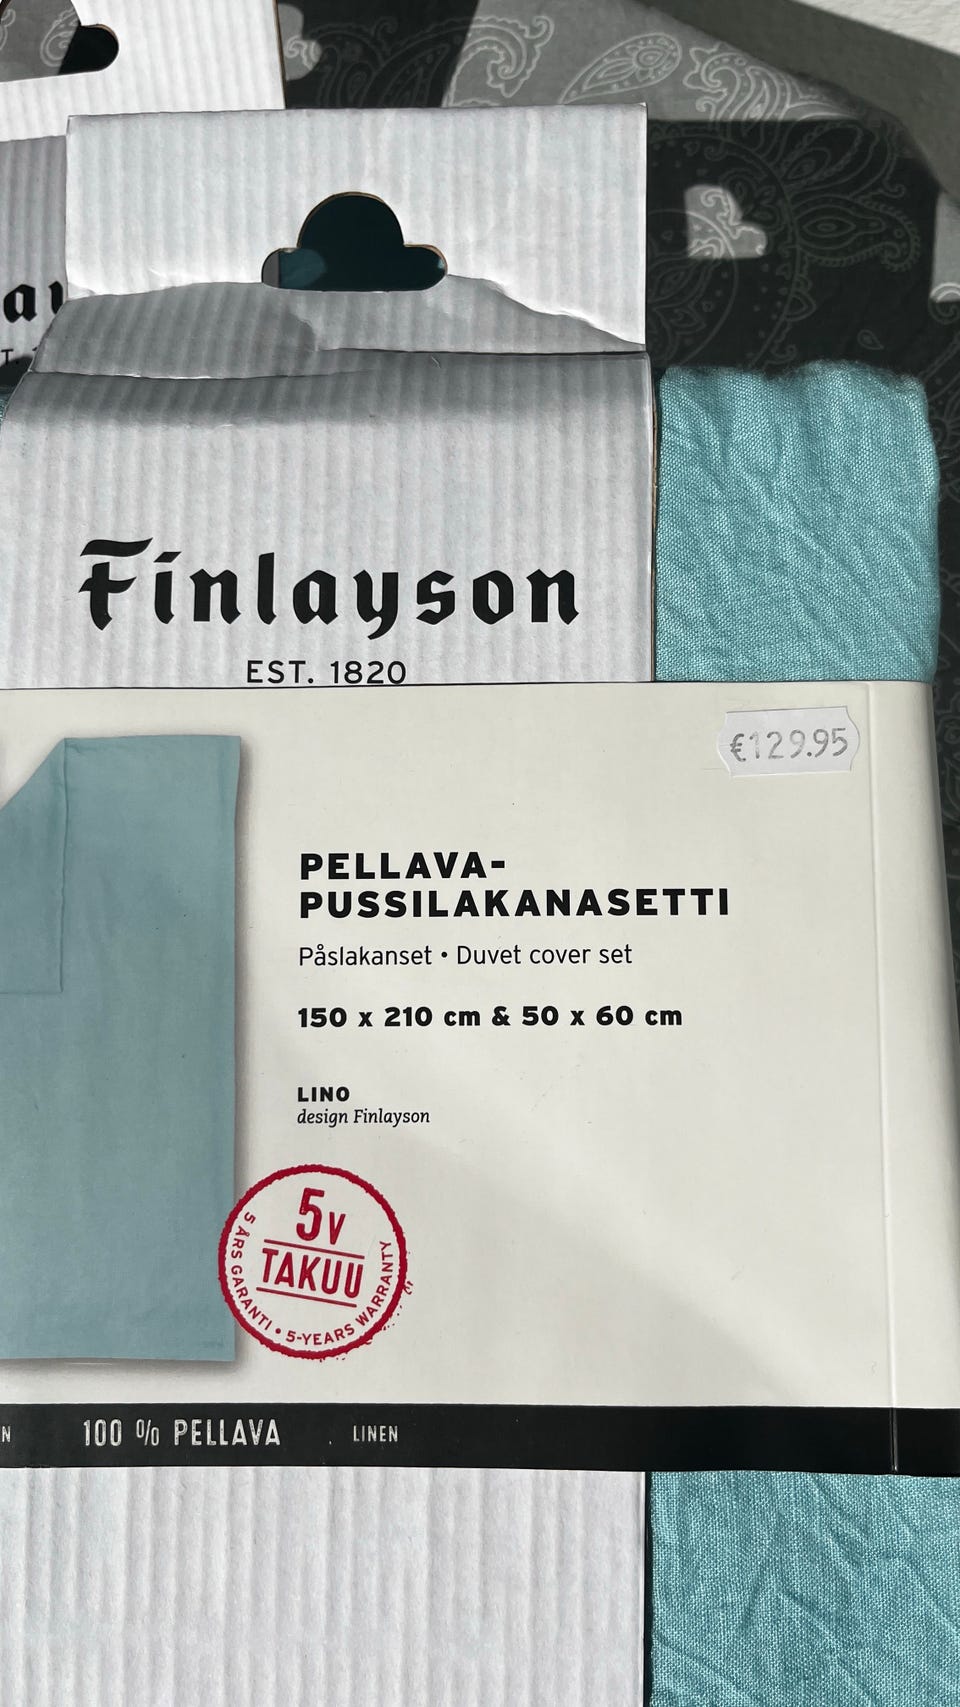 Finlayson
EST. 1820
€129.95
PELLAVA-
PUSSILAKANASETTI
Påslakanset • Duvet cover set
150 x 210 cm & 50 x 60 cm
LINO
design Finlayson
5V
TAKUU
5 ÅRS GARANTI • 5-YEARS WARRANTY
100 % PELLAVA LINEN